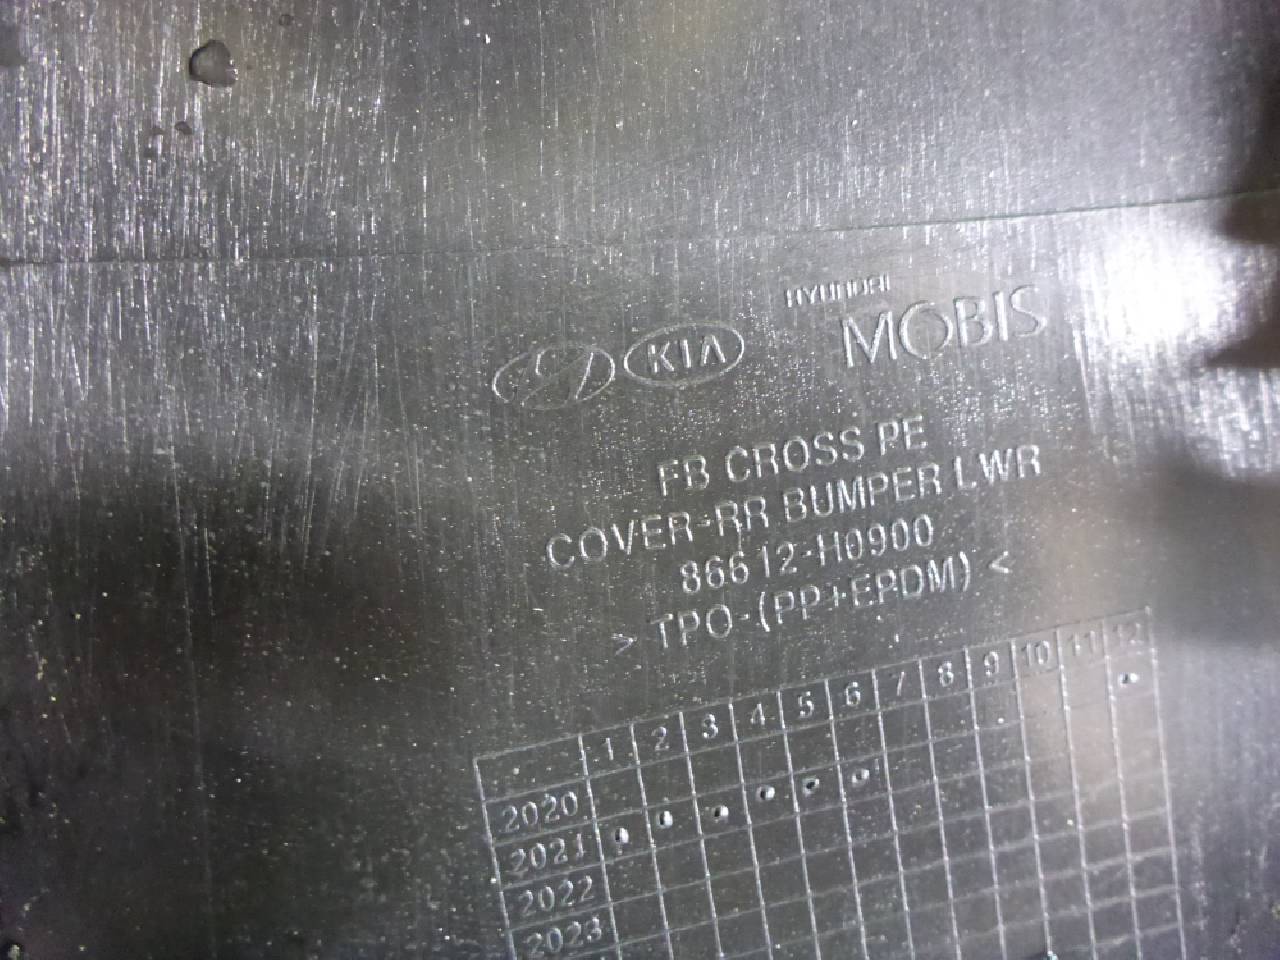 HYUNDAI
KIA MOBIS
FB CROSS PE
COVER-RR BUMPER LWR
86612-H0900
> TPO-(PP+EPDM) <
1 2 3 4 5 6 7 8 9 10 11 12
2020
2021
2022
2023